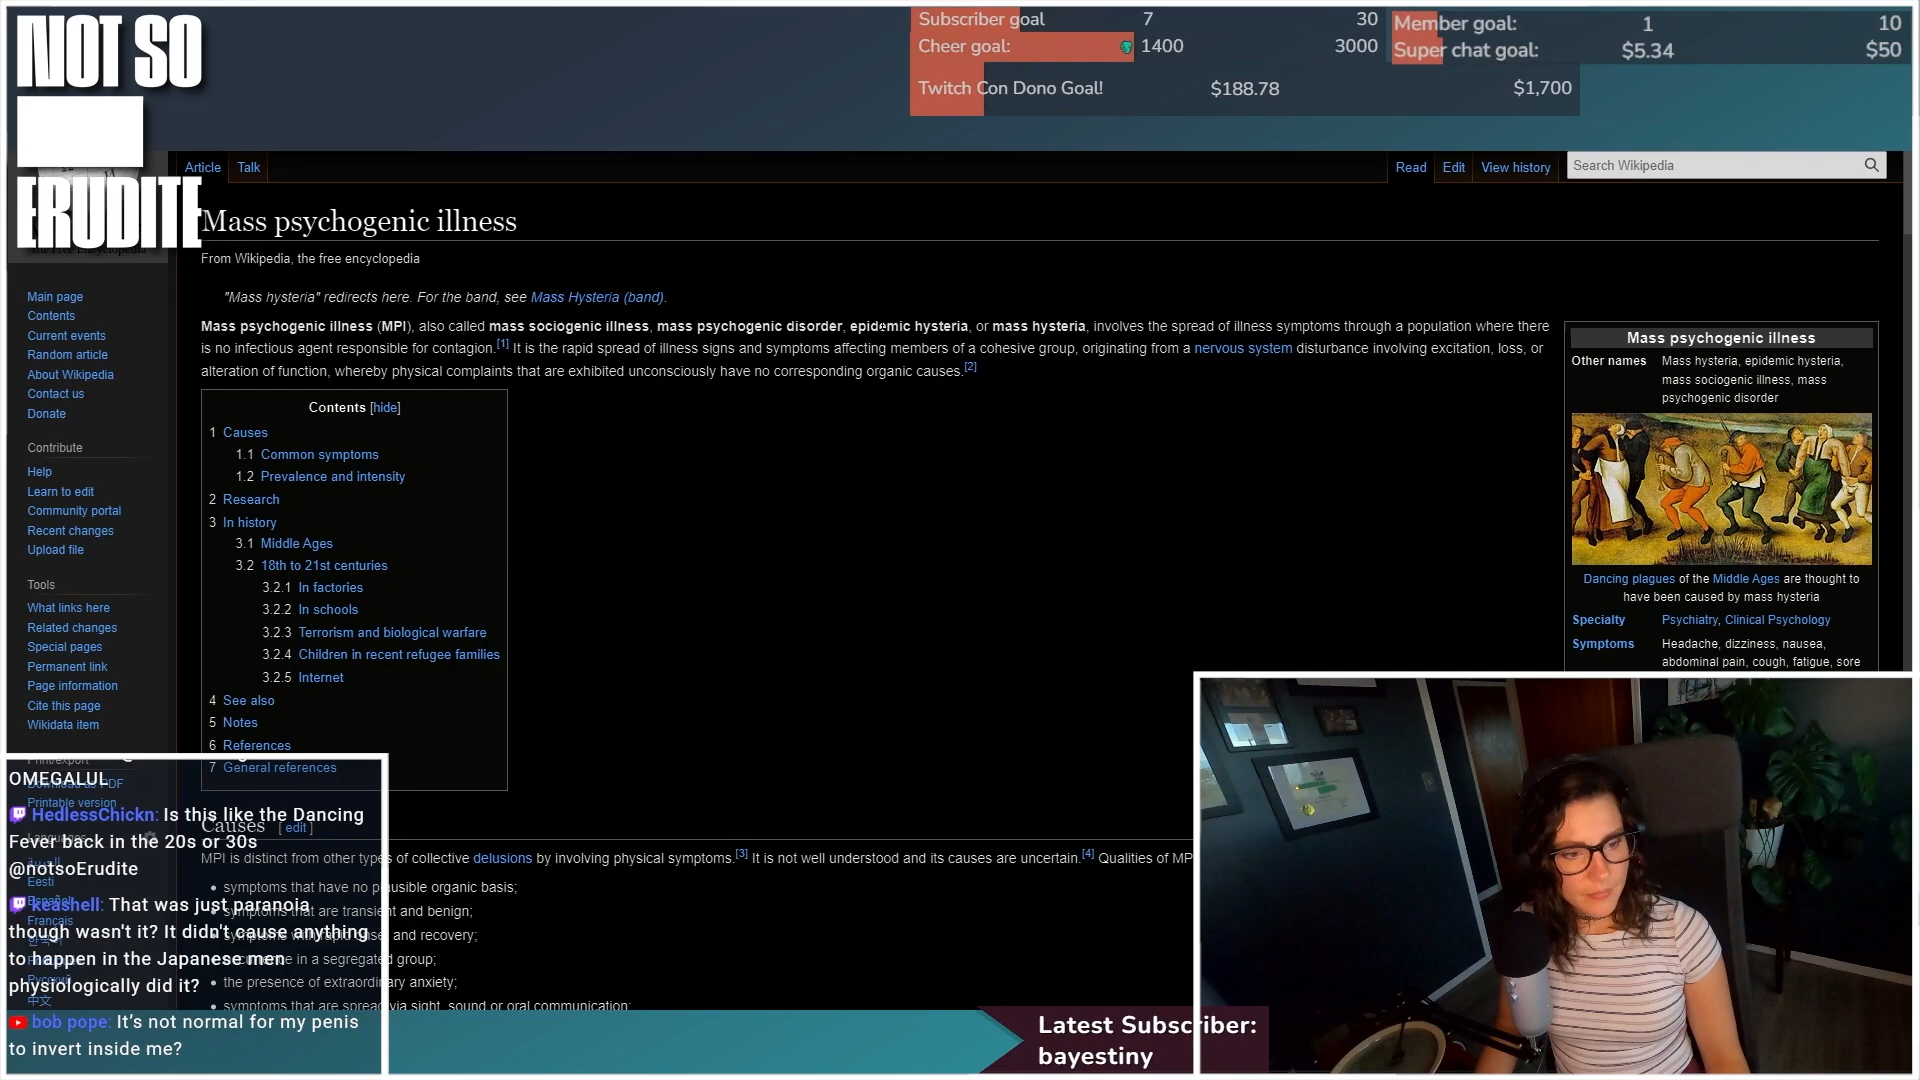 NOT SO
ERUDITE
Subscriber goal 7 30
Cheer goal: 1400 3000
Twitch Con Dono Goal! $188.78 $1,700
Member goal: 1 10
Super chat goal: $5.34 $50
Article Talk Read Edit View history Search Wikipedia
Mass psychogenic illness
From Wikipedia, the free encyclopedia
"Mass hysteria" redirects here. For the band, see Mass Hysteria (band).
Mass psychogenic illness (MPI), also called mass sociogenic illness, mass psychogenic disorder, epidemic hysteria, or mass hysteria, involves the spread of illness symptoms through a population where there
is no infectious agent responsible for contagion.[1] It is the rapid spread of illness signs and symptoms affecting members of a cohesive group, originating from a nervous system disturbance involving excitation, loss, or
alteration of function, whereby physical complaints that are exhibited unconsciously have no corresponding organic causes.[2]
Main page
Contents
Current events
Random article
About Wikipedia
Contact us
Donate
Contribute
Help
Learn to edit
Community portal
Recent changes
Upload file
Tools
What links here
Related changes
Special pages
Permanent link
Page information
Cite this page
Wikidata item
Print/export
Download as PDF
Printable version
Languages
Eesti
Español
Français
한국어
Русский
中文
Contents [hide]
1 Causes
1.1 Common symptoms
1.2 Prevalence and intensity
2 Research
3 In history
3.1 Middle Ages
3.2 18th to 21st centuries
3.2.1 In factories
3.2.2 In schools
3.2.3 Terrorism and biological warfare
3.2.4 Children in recent refugee families
3.2.5 Internet
4 See also
5 Notes
6 References
7 General references
Mass psychogenic illness
Other names Mass hysteria, epidemic hysteria,
mass sociogenic illness, mass
psychogenic disorder
Dancing plagues of the Middle Ages are thought to
have been caused by mass hysteria
Specialty Psychiatry, Clinical Psychology
Symptoms Headache, dizziness, nausea,
abdominal pain, cough, fatigue, sore
Causes [ edit ]
MPI is distinct from other types of collective delusions by involving physical symptoms.[3] It is not well understood and its causes are uncertain.[4] Qualities of MP
• symptoms that have no plausible organic basis;
• symptoms that are transient and benign;
• symptoms with rapid onset and recovery;
• occurrence in a segregated group;
• the presence of extraordinary anxiety;
• symptoms that are spread via sight, sound or oral communication;
OMEGALUL
HedlessChickn: Is this like the Dancing
Fever back in the 20s or 30s
@notsoErudite
keashell: That was just paranoia
though wasn't it? It didn't cause anything
to happen in the Japanese men
physiologically did it?
bob pope: It’s not normal for my penis
to invert inside me?
Latest Subscriber:
bayestiny